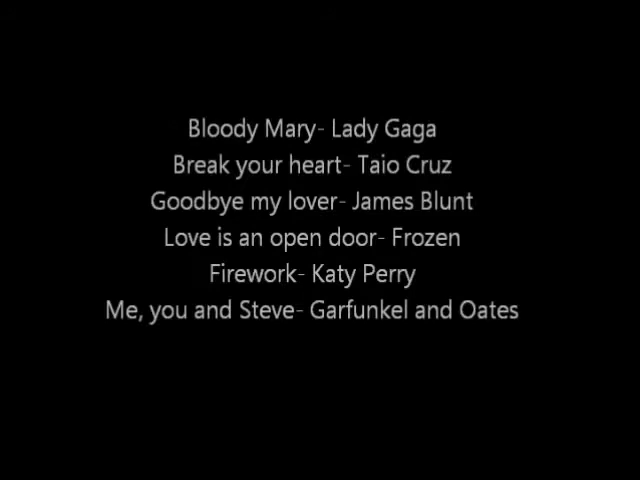 Bloody Mary- Lady Gaga
Break your heart- Taio Cruz
Goodbye my lover- James Blunt
Love is an open door- Frozen
Firework- Katy Perry
Me, you and Steve- Garfunkel and Oates